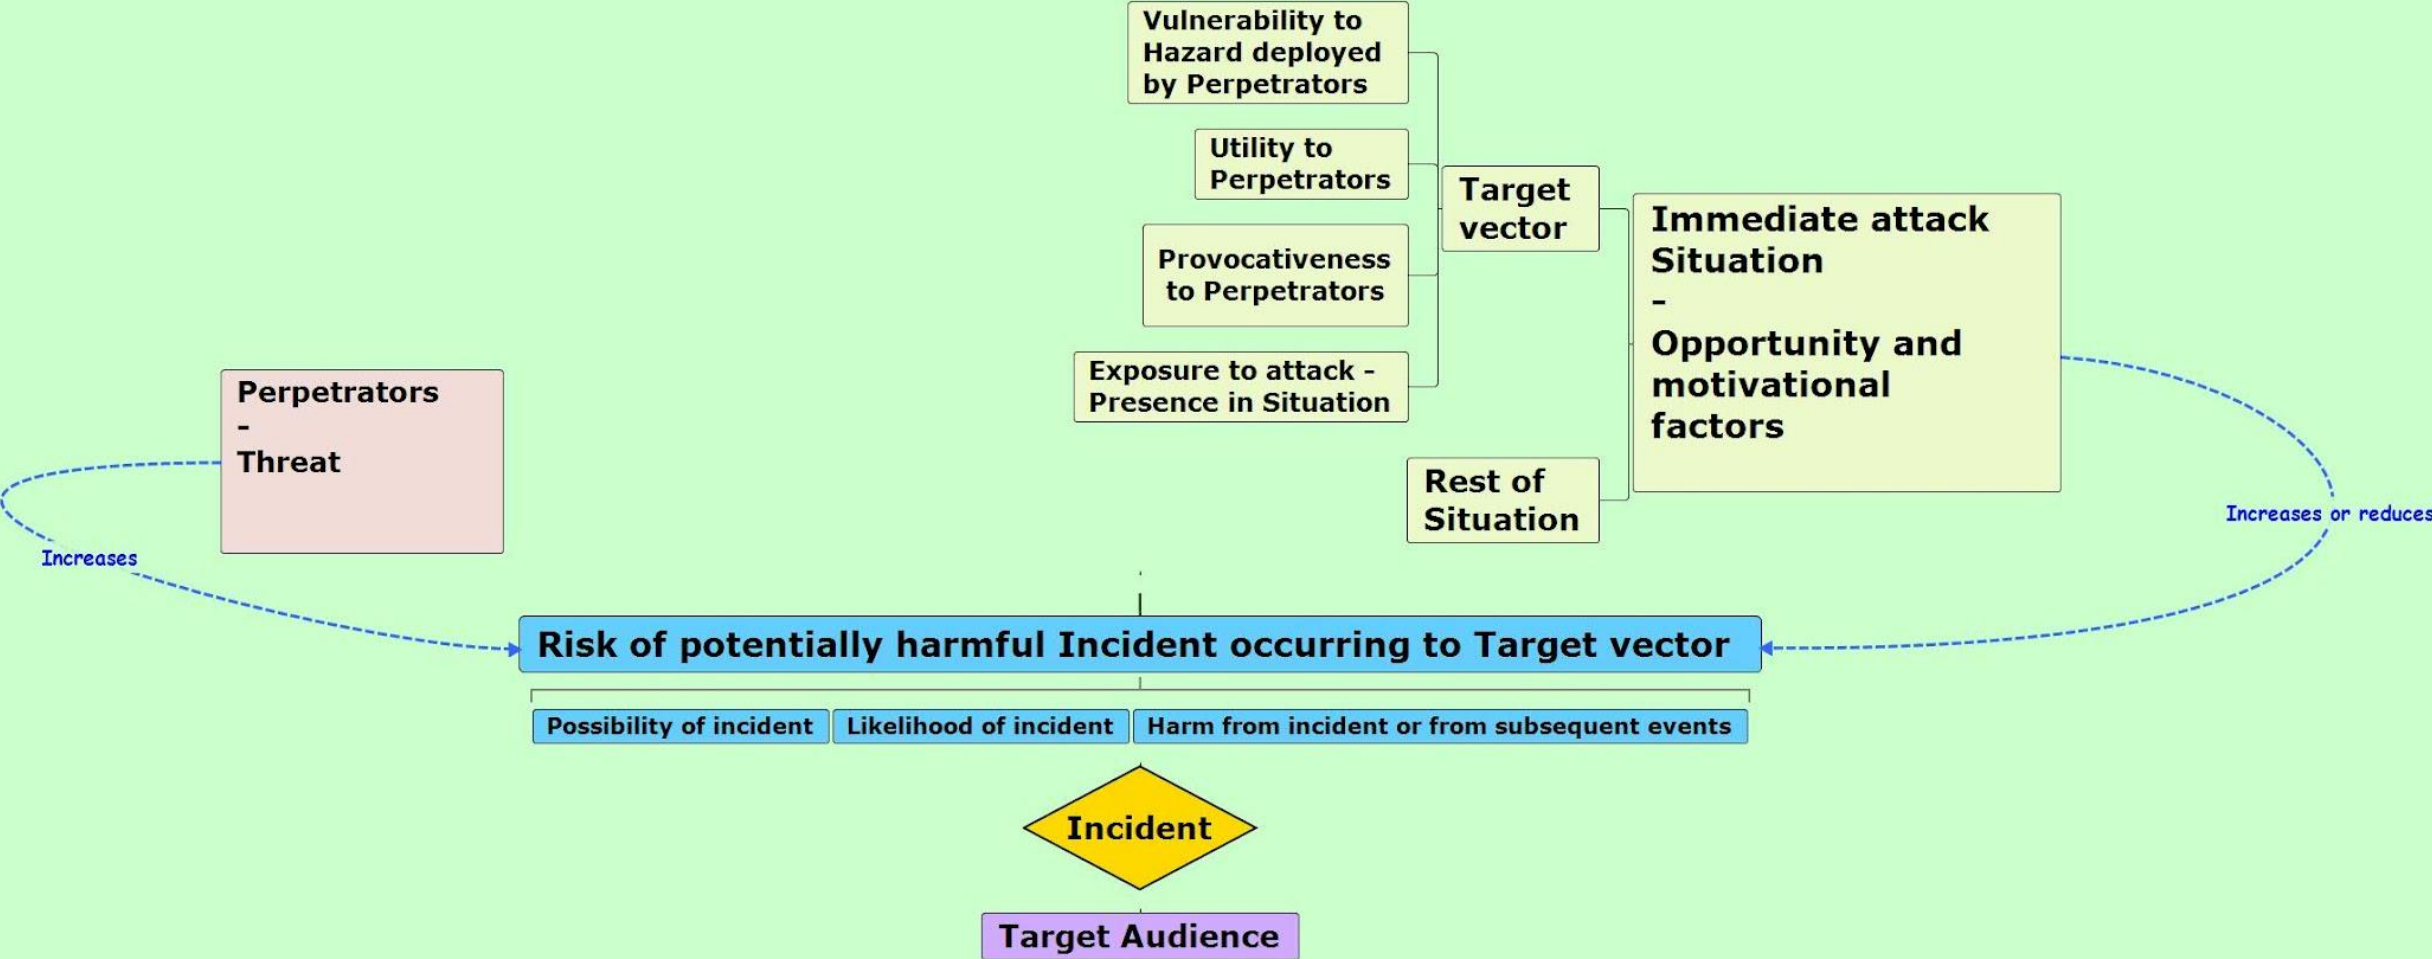 Vulnerability to
Hazard deployed
by Perpetrators
Utility to
Perpetrators
Provocativeness
to Perpetrators
Exposure to attack -
Presence in Situation
Target
vector
Rest of
Situation
Immediate attack
Situation
-
Opportunity and
motivational
factors
Perpetrators
-
Threat
Increases
Increases or reduces
Risk of potentially harmful Incident occurring to Target vector
Possibility of incident
Likelihood of incident
Harm from incident or from subsequent events
Incident
Target Audience